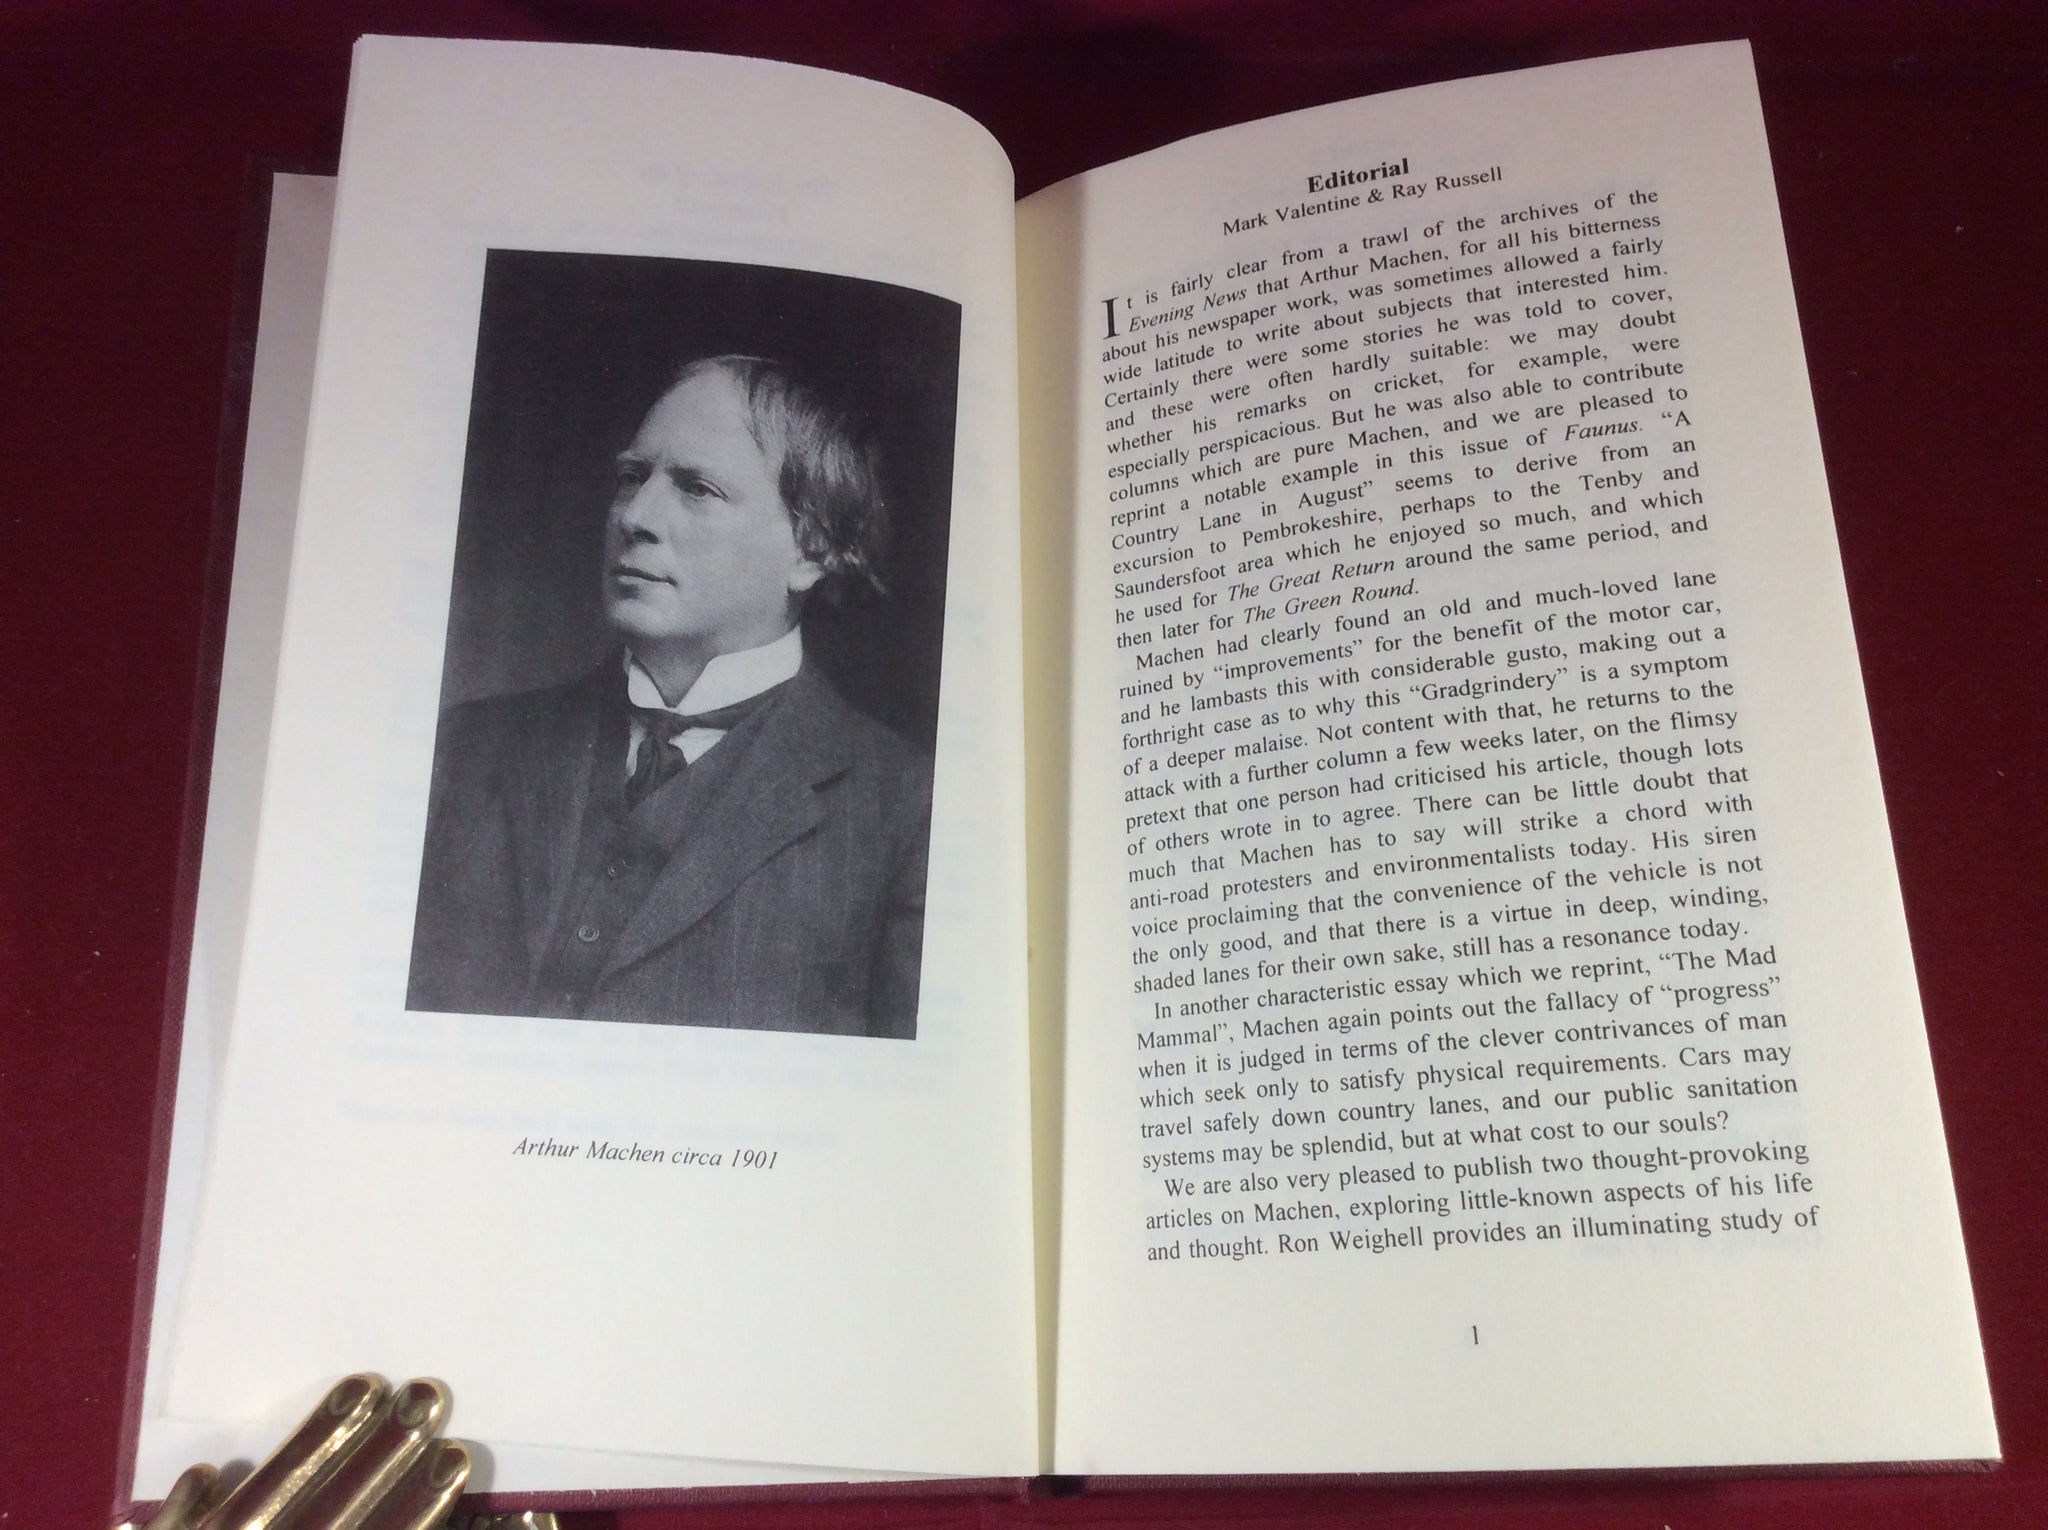 Arthur Machen circa 1901
Editorial
Mark Valentine & Ray Russell
It is fairly clear from a trawl of the archives of the
Evening News that Arthur Machen, for all his bitterness
about his newspaper work, was sometimes allowed a fairly
wide latitude to write about subjects that interested him.
Certainly there were some stories he was told to cover,
and these were often hardly suitable: we may doubt
whether his remarks on cricket, for example, were
especially perspicacious. But he was also able to contribute
columns which are pure Machen, and we are pleased to
reprint a notable example in this issue of Faunus. “A
Country Lane in August” seems to derive from an
excursion to Pembrokeshire, perhaps to the Tenby and
Saundersfoot area which he enjoyed so much, and which
he used for The Great Return around the same period, and
then later for The Green Round.
Machen had clearly found an old and much-loved lane
ruined by “improvements” for the benefit of the motor car,
and he lambasts this with considerable gusto, making out a
forthright case as to why this “Gradgrindery” is a symptom
of a deeper malaise. Not content with that, he returns to the
attack with a further column a few weeks later, on the flimsy
pretext that one person had criticised his article, though lots
of others wrote in to agree. There can be little doubt that
much that Machen has to say will strike a chord with
anti-road protesters and environmentalists today. His siren
voice proclaiming that the convenience of the vehicle is not
the only good, and that there is a virtue in deep, winding,
shaded lanes for their own sake, still has a resonance today.
In another characteristic essay which we reprint, “The Mad
Mammal”, Machen again points out the fallacy of “progress”
when it is judged in terms of the clever contrivances of man
which seek only to satisfy physical requirements. Cars may
travel safely down country lanes, and our public sanitation
systems may be splendid, but at what cost to our souls?
We are also very pleased to publish two thought-provoking
articles on Machen, exploring little-known aspects of his life
and thought. Ron Weighell provides an illuminating study of
1